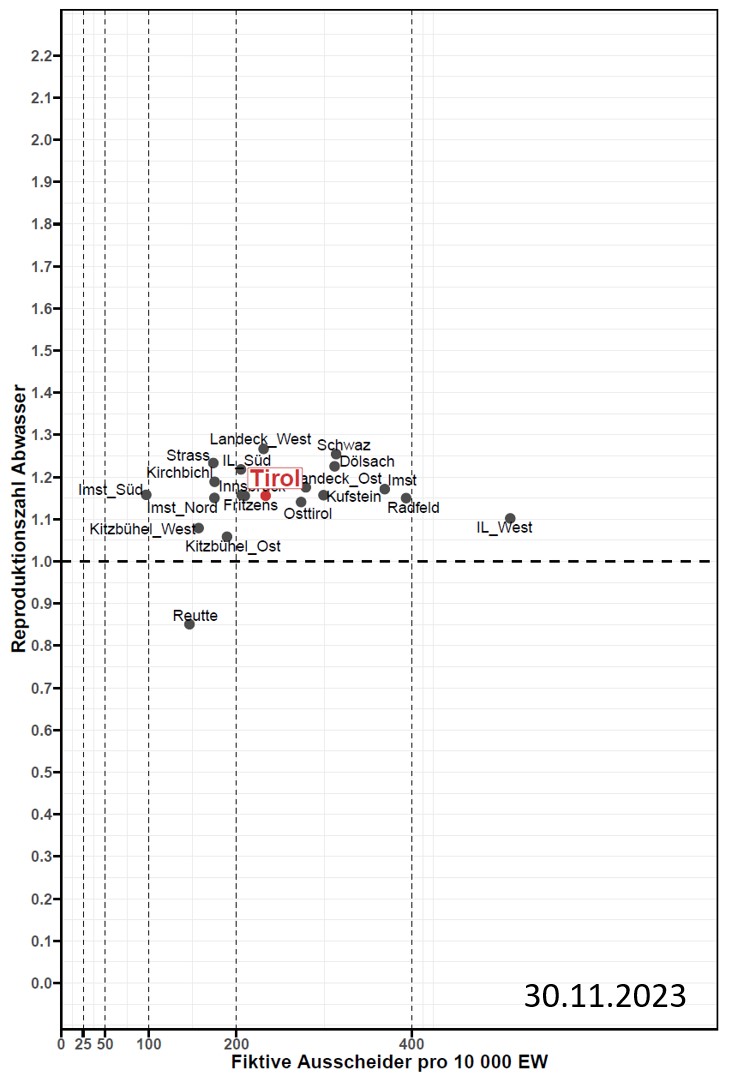 Reproduktionszahl Abwasser
2.2
2.1
2.0
1.9
1.8
1.7
1.6
1.5
1.4
1.3
1.2
1.1
1.0
0.9
0.8
0.7
0.6
0.5
0.4
0.3
0.2
0.1
0.0
Landeck_West
Schwaz
Strass
IL_Süd
Dölsach
Kirchbichl
Tirol
Imst
Imst_Süd
Kufstein
Imst_Nord
Fritzens
Radfeld
Osttirol
Kitzbühel_West
IL_West
Kitzbühel_Ost
Reutte
30.11.2023
0 25 50 100 200 400
Fiktive Ausscheider pro 10 000 EW